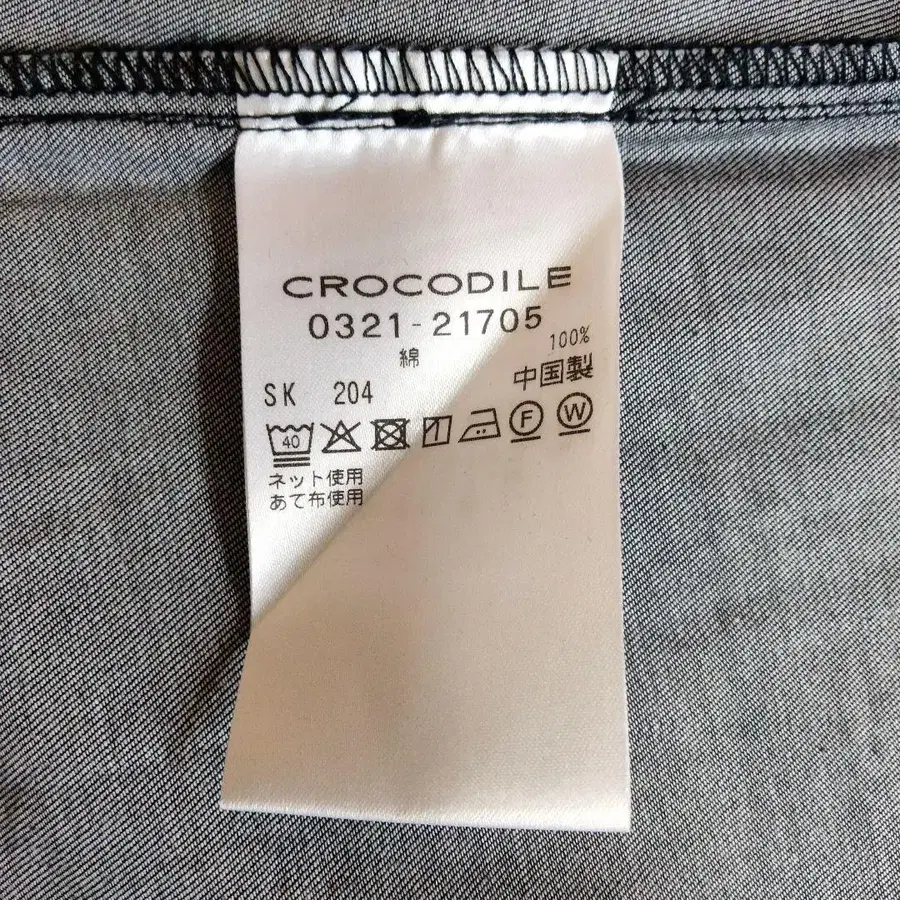 CROCODILE
0321-21705
綿 100%
SK 204 中国製
40 F W
ネット使用
あて布使用